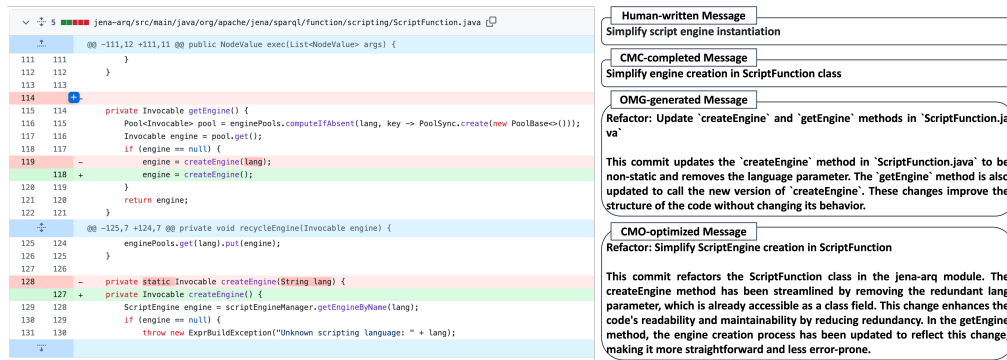 5 jena-arq/src/main/java/org/apache/jena/sparql/function/scripting/ScriptFunction.java
@@ -111,12 +111,11 @@ public NodeValue exec(List<NodeValue> args) {
111 111 }
112 112 }
113 113
114 + -
115 114 private Invocable getEngine() {
116 115 Pool<Invocable> pool = enginePools.computeIfAbsent(lang, key -> PoolSync.create(new PoolBase<>()));
117 116 Invocable engine = pool.get();
118 117 if (engine == null) {
119 - engine = createEngine(lang);
118 + engine = createEngine();
120 119 }
121 120 return engine;
122 121 }
@@ -125,7 +124,7 @@ private void recycleEngine(Invocable engine) {
125 124 enginePools.get(lang).put(engine);
126 125 }
127 126
128 - private static Invocable createEngine(String lang) {
127 + private Invocable createEngine() {
129 128 ScriptEngine engine = scriptEngineManager.getEngineByName(lang);
130 129 if (engine == null) {
131 130 throw new ExprBuildException("Unknown scripting language: " + lang);
Human-written Message
Simplify script engine instantiation
CMC-completed Message
Simplify engine creation in ScriptFunction class
OMG-generated Message
Refactor: Update `createEngine` and `getEngine` methods in `ScriptFunction.ja
va`
This commit updates the `createEngine` method in `ScriptFunction.java` to be
non-static and removes the language parameter. The `getEngine` method is also
updated to call the new version of `createEngine`. These changes improve the
structure of the code without changing its behavior.
CMO-optimized Message
Refactor: Simplify ScriptEngine creation in ScriptFunction
This commit refactors the ScriptFunction class in the jena-arq module. The
createEngine method has been streamlined by removing the redundant lang
parameter, which is already accessible as a class field. This change enhances the
code's readability and maintainability by reducing redundancy. In the getEngine
method, the engine creation process has been updated to reflect this change,
making it more straightforward and less error-prone.